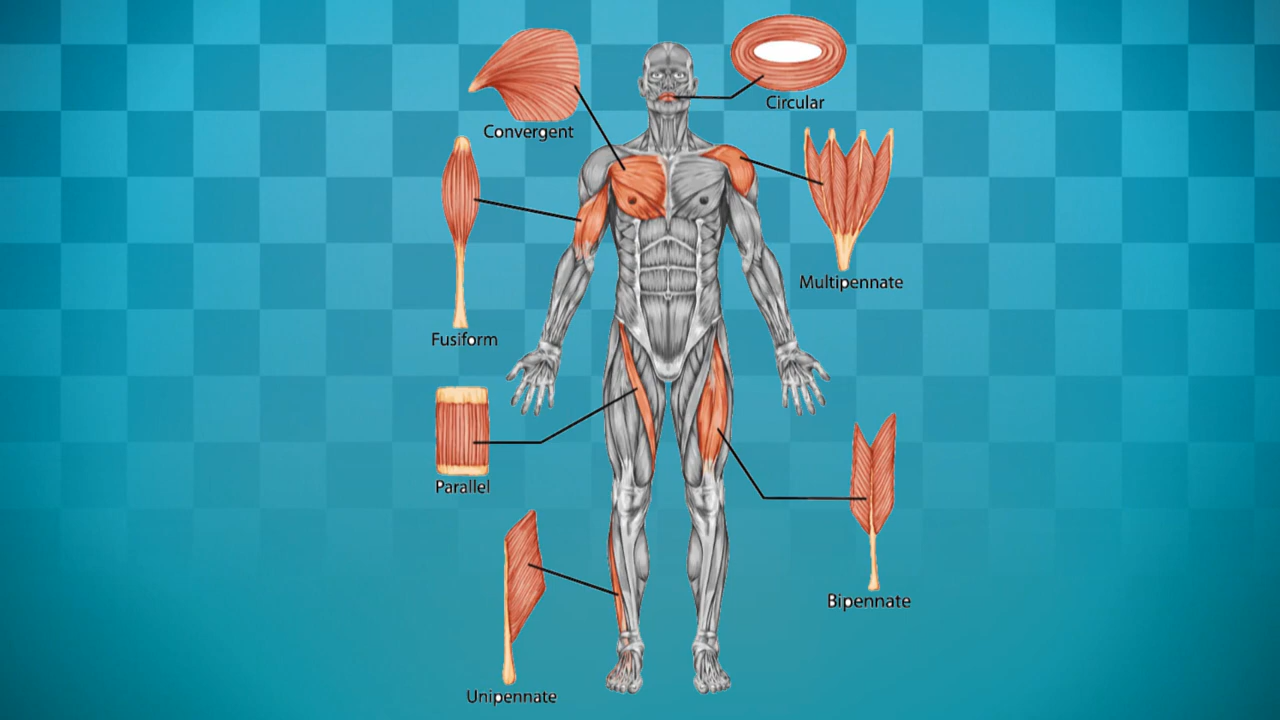 Circular
Convergent
Multipennate
Fusiform
Parallel
Bipennate
Unipennate